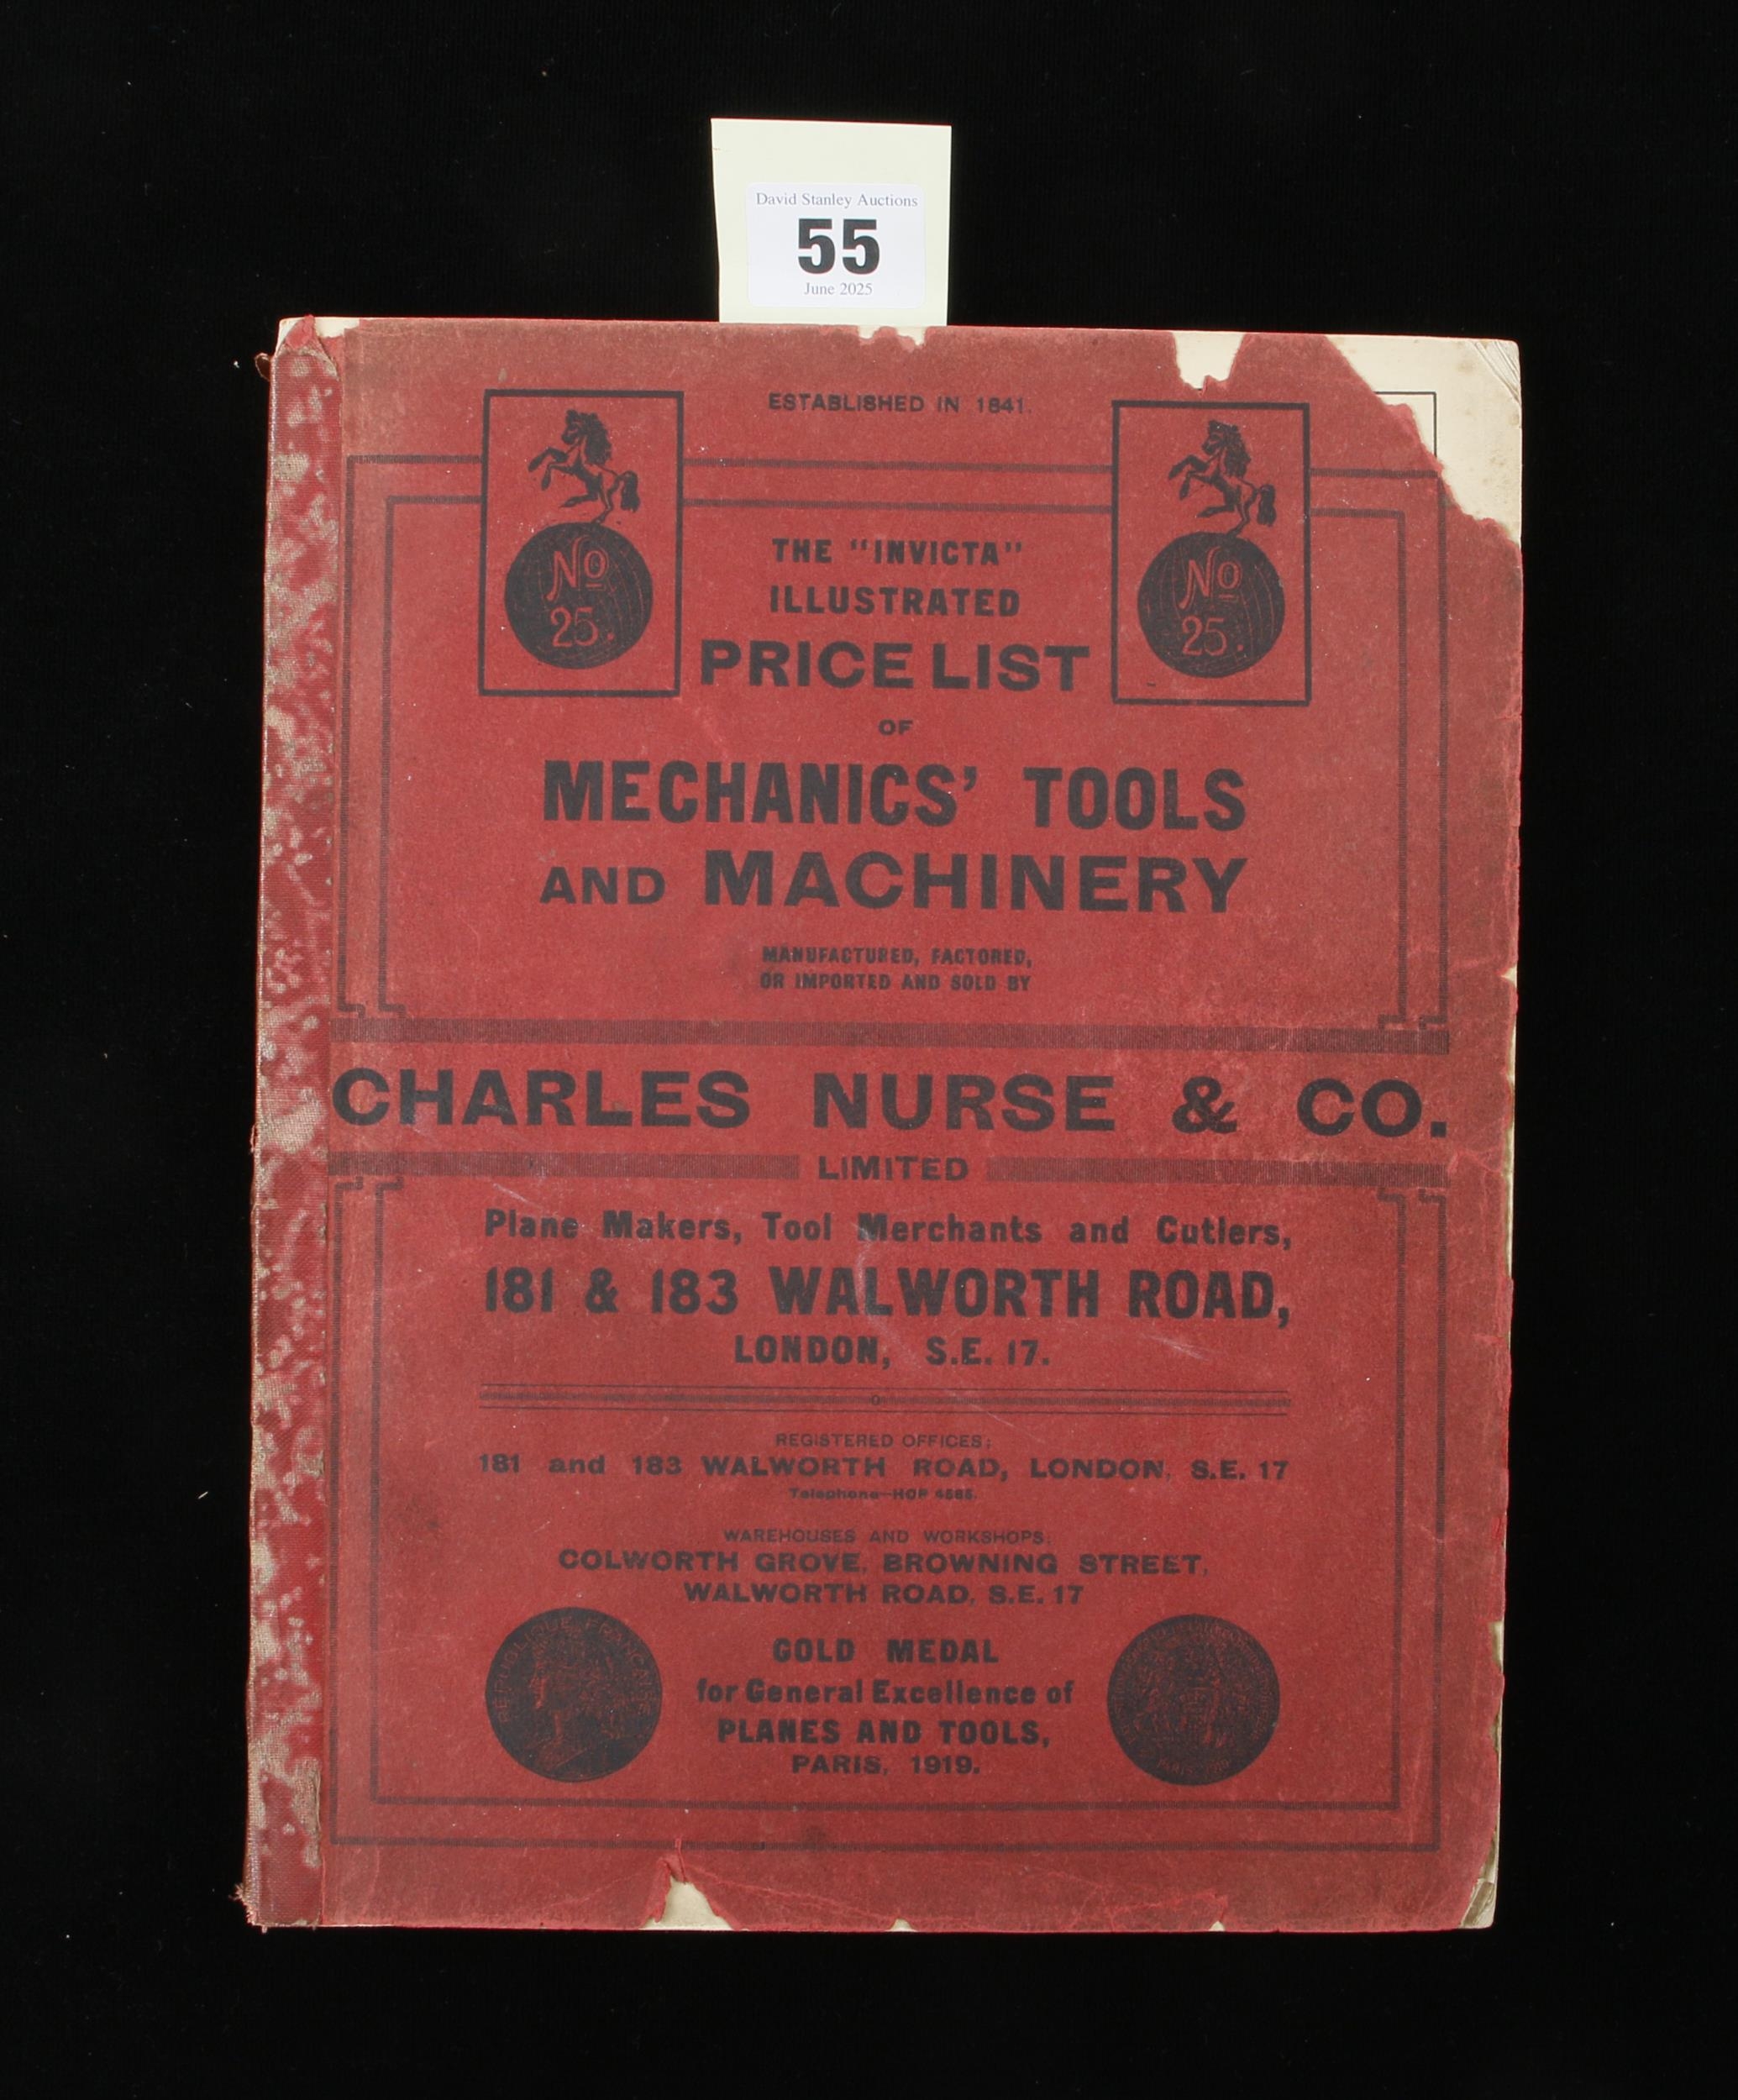 David Stanley Auctions
55
June 2025
ESTABLISHED IN 1841.
No 25.
No 25.
THE "INVICTA"
ILLUSTRATED
PRICE LIST
OF
MECHANICS' TOOLS
AND MACHINERY
MANUFACTURED, FACTORED,
OR IMPORTED AND SOLD BY
CHARLES NURSE & CO.
LIMITED
Plane Makers, Tool Merchants and Cutlers,
181 & 183 WALWORTH ROAD,
LONDON, S.E. 17.
REGISTERED OFFICES:
181 and 183 WALWORTH ROAD, LONDON, S.E. 17
Telephone—HOP
WAREHOUSES AND WORKSHOPS:
COLWORTH GROVE, BROWNING STREET,
WALWORTH ROAD, S.E. 17
REPUBLIQUE FRANCAISE
GOLD MEDAL
for General Excellence of
PLANES AND TOOLS,
PARIS, 1919.